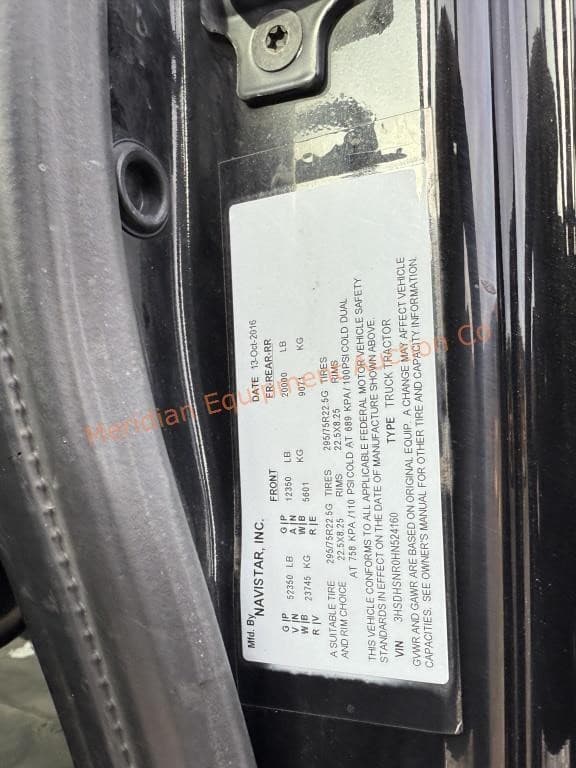 Mfd. By
NAVISTAR, INC. DATE 13-Oct-2016
FRONT FR-REAR-RR
G|P 52350 LB G|P 12350 LB 20000 LB
V|N A|N
W|B 23745 KG W|B 5601 KG 9071 KG
R|V R|E
A SUITABLE TIRE 295/75R22.5G TIRES 295/75R22.5G TIRES
AND RIM CHOICE 22.5X8.25 RIMS 22.5X8.25 RIMS
AT 758 KPA /110 PSI COLD AT 689 KPA / 100PSI COLD DUAL
THIS VEHICLE CONFORMS TO ALL APPLICABLE FEDERAL MOTOR VEHICLE SAFETY
STANDARDS IN EFFECT ON THE DATE OF MANUFACTURE SHOWN ABOVE.
VIN 3HSDHSNR0HN524160 TYPE TRUCK TRACTOR
GVWR AND GAWR ARE BASED ON ORIGINAL EQUIP. A CHANGE MAY AFFECT VEHICLE
CAPACITIES. SEE OWNER'S MANUAL FOR OTHER TIRE AND CAPACITY INFORMATION.
Meridian Equipment Auction Co